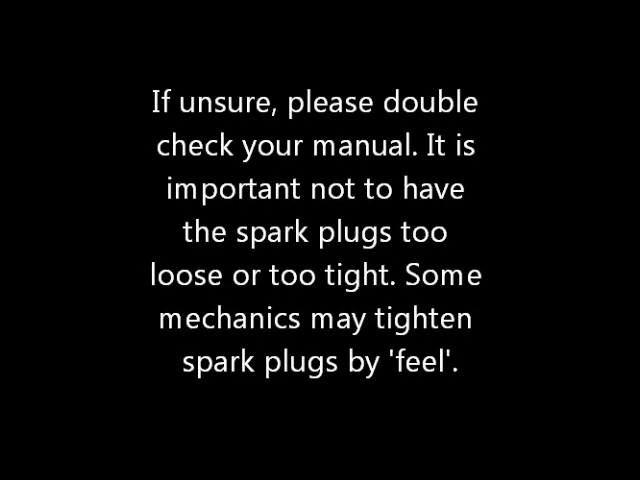 If unsure, please double
check your manual. It is
important not to have
the spark plugs too
loose or too tight. Some
mechanics may tighten
spark plugs by 'feel'.